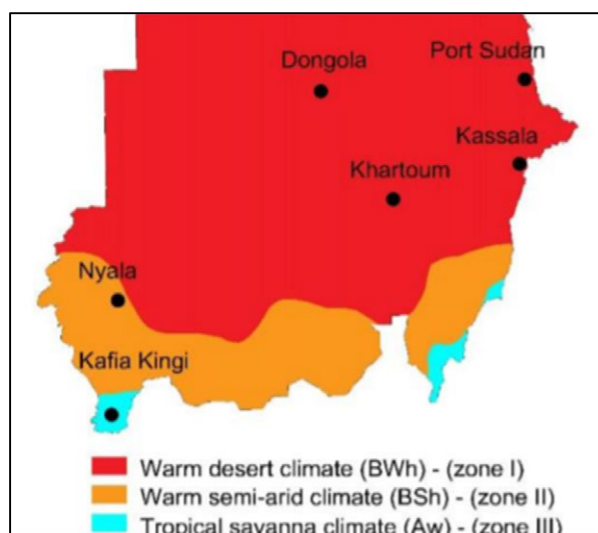 Dongola
Port Sudan
Kassala
Khartoum
Nyala
Kafia Kingi
Warm desert climate (BWh) - (zone I)
Warm semi-arid climate (BSh) - (zone II)
Tropical savanna climate (Aw) - (zone III)